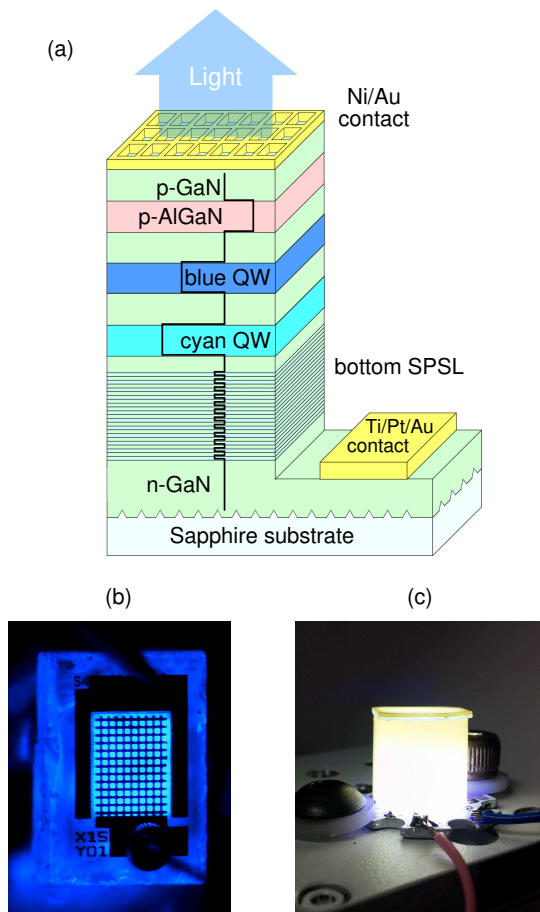 (a)
Light
Ni/Au
contact
p-GaN
p-AlGaN
blue QW
cyan QW
bottom SPSL
Ti/Pt/Au
contact
n-GaN
Sapphire substrate
(b)
(c)
X15
Y01